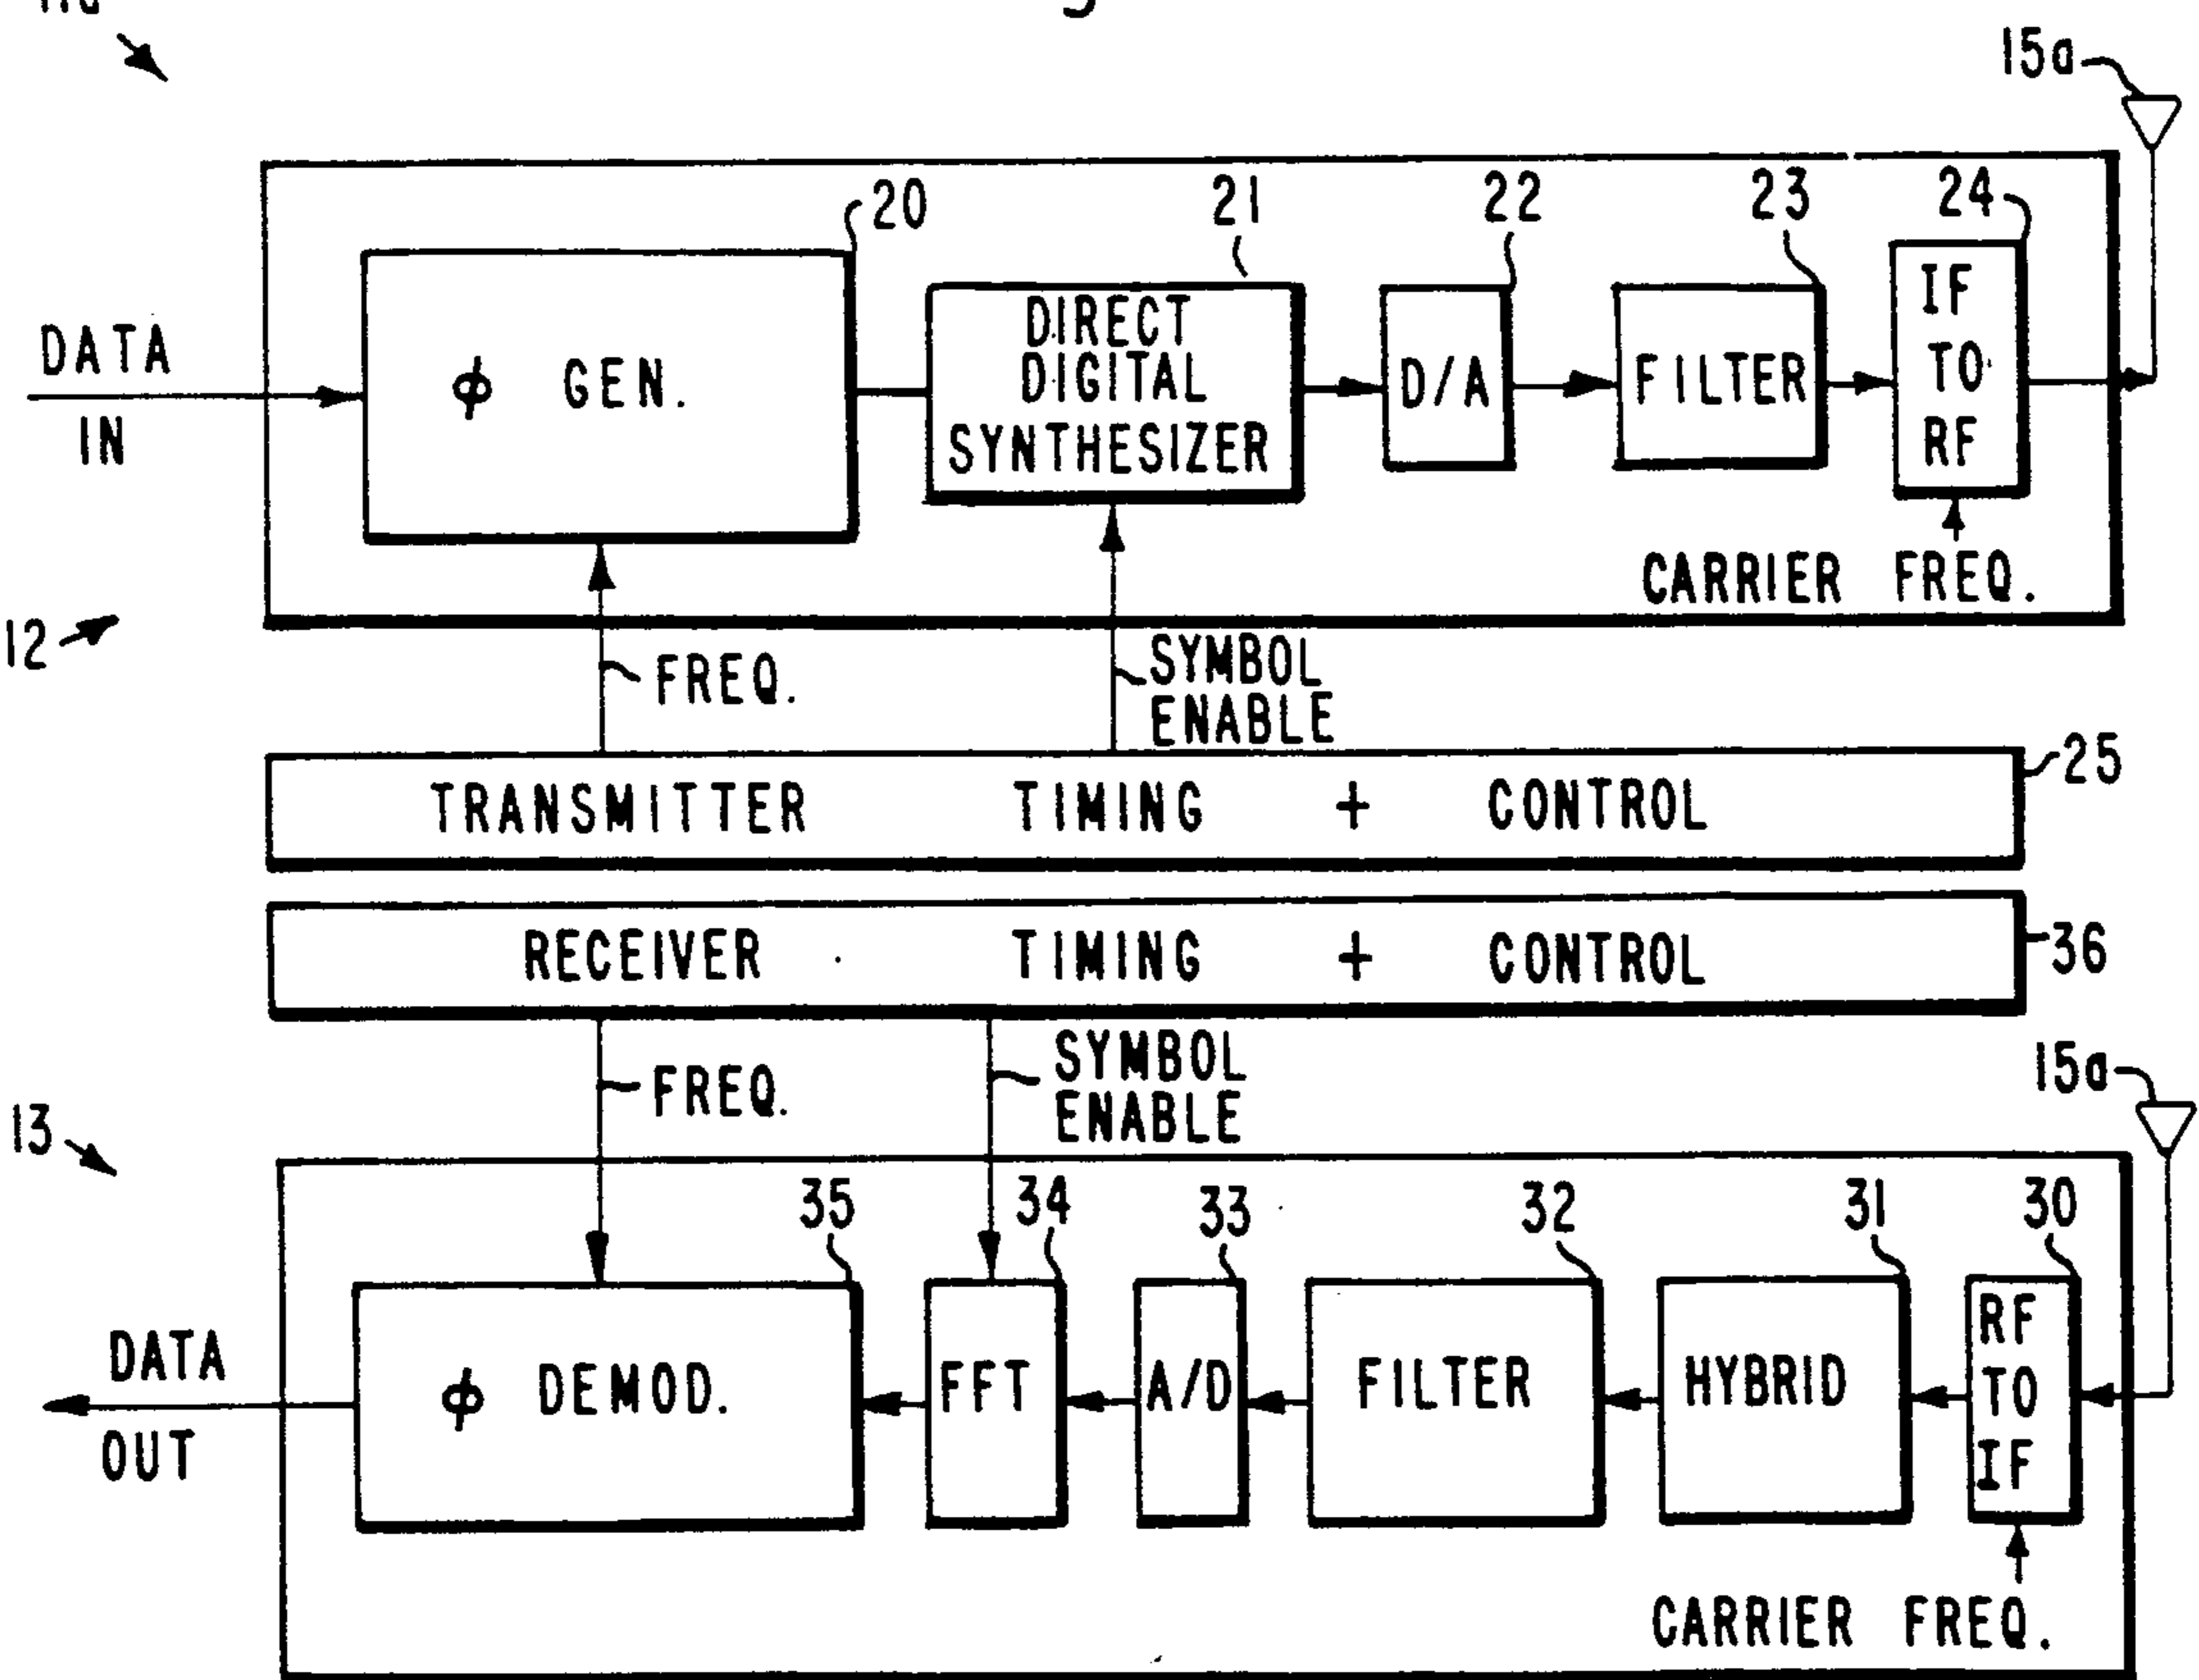 15a
20
21
22
23
24
DATA
IN
ϕ GEN.
DIRECT
DIGITAL
SYNTHESIZER
D/A
FILTER
IF
TO
RF
CARRIER FREQ.
12
FREQ.
SYMBOL
ENABLE
TRANSMITTER TIMING + CONTROL
25
RECEIVER TIMING + CONTROL
36
FREQ.
SYMBOL
ENABLE
15a
13
35
34
33
32
31
30
DATA
OUT
ϕ DEMOD.
FFT
A/D
FILTER
HYBRID
RF
TO
IF
CARRIER FREQ.